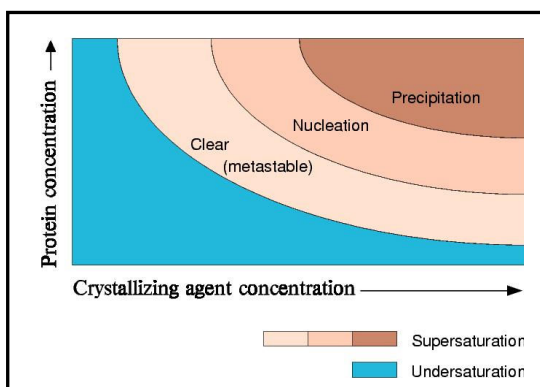 Protein concentration
Precipitation
Nucleation
Clear
(metastable)
Crystallizing agent concentration
Supersaturation
Undersaturation